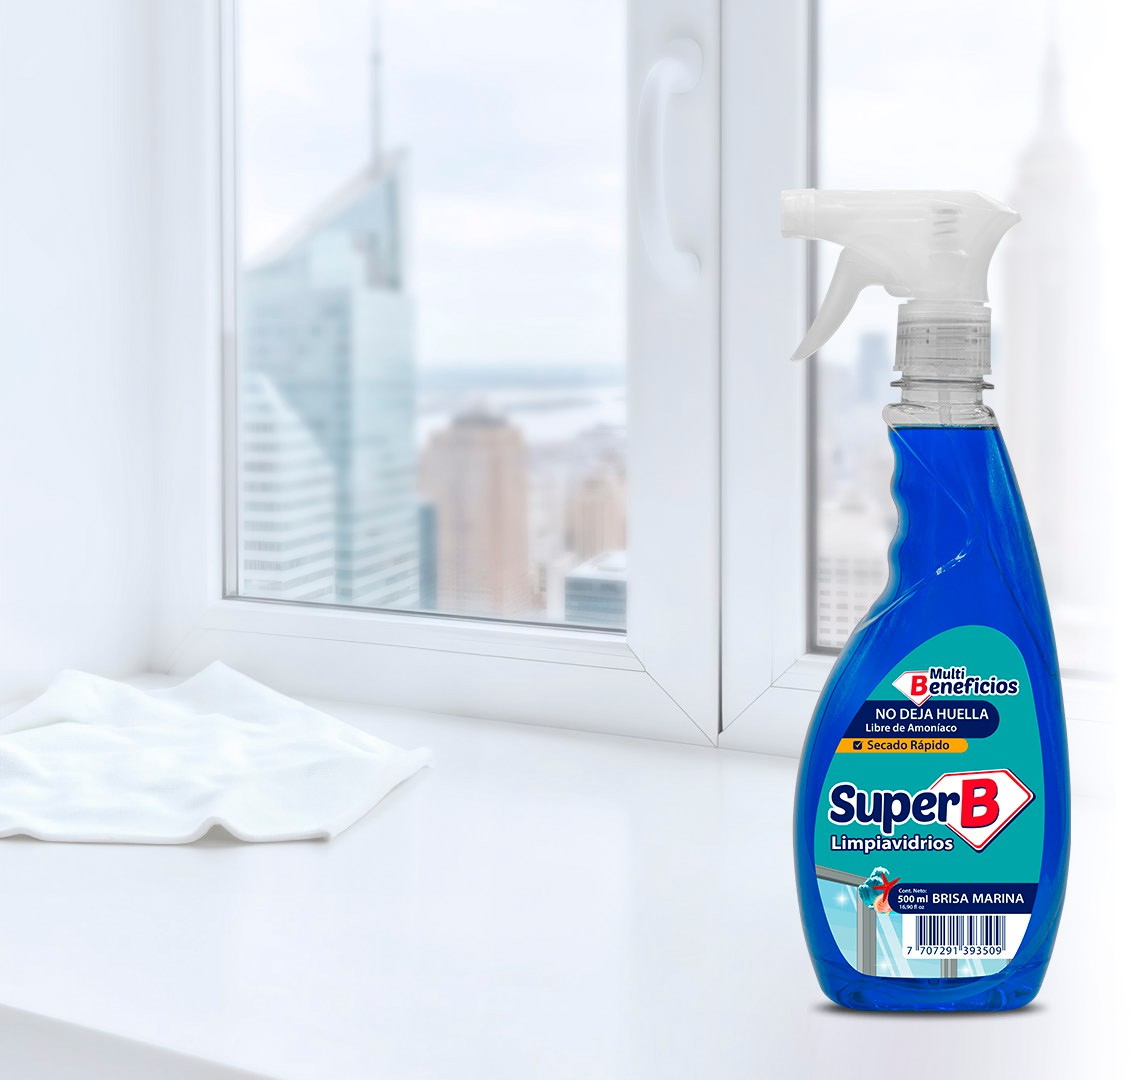 Multi
Beneficios
NO DEJA HUELLA
Libre de Amoníaco
Secado Rápido
SuperB
Limpiavidrios
Cont. Neto:
500 ml BRISA MARINA
16,90 fl oz
7 707291 393509